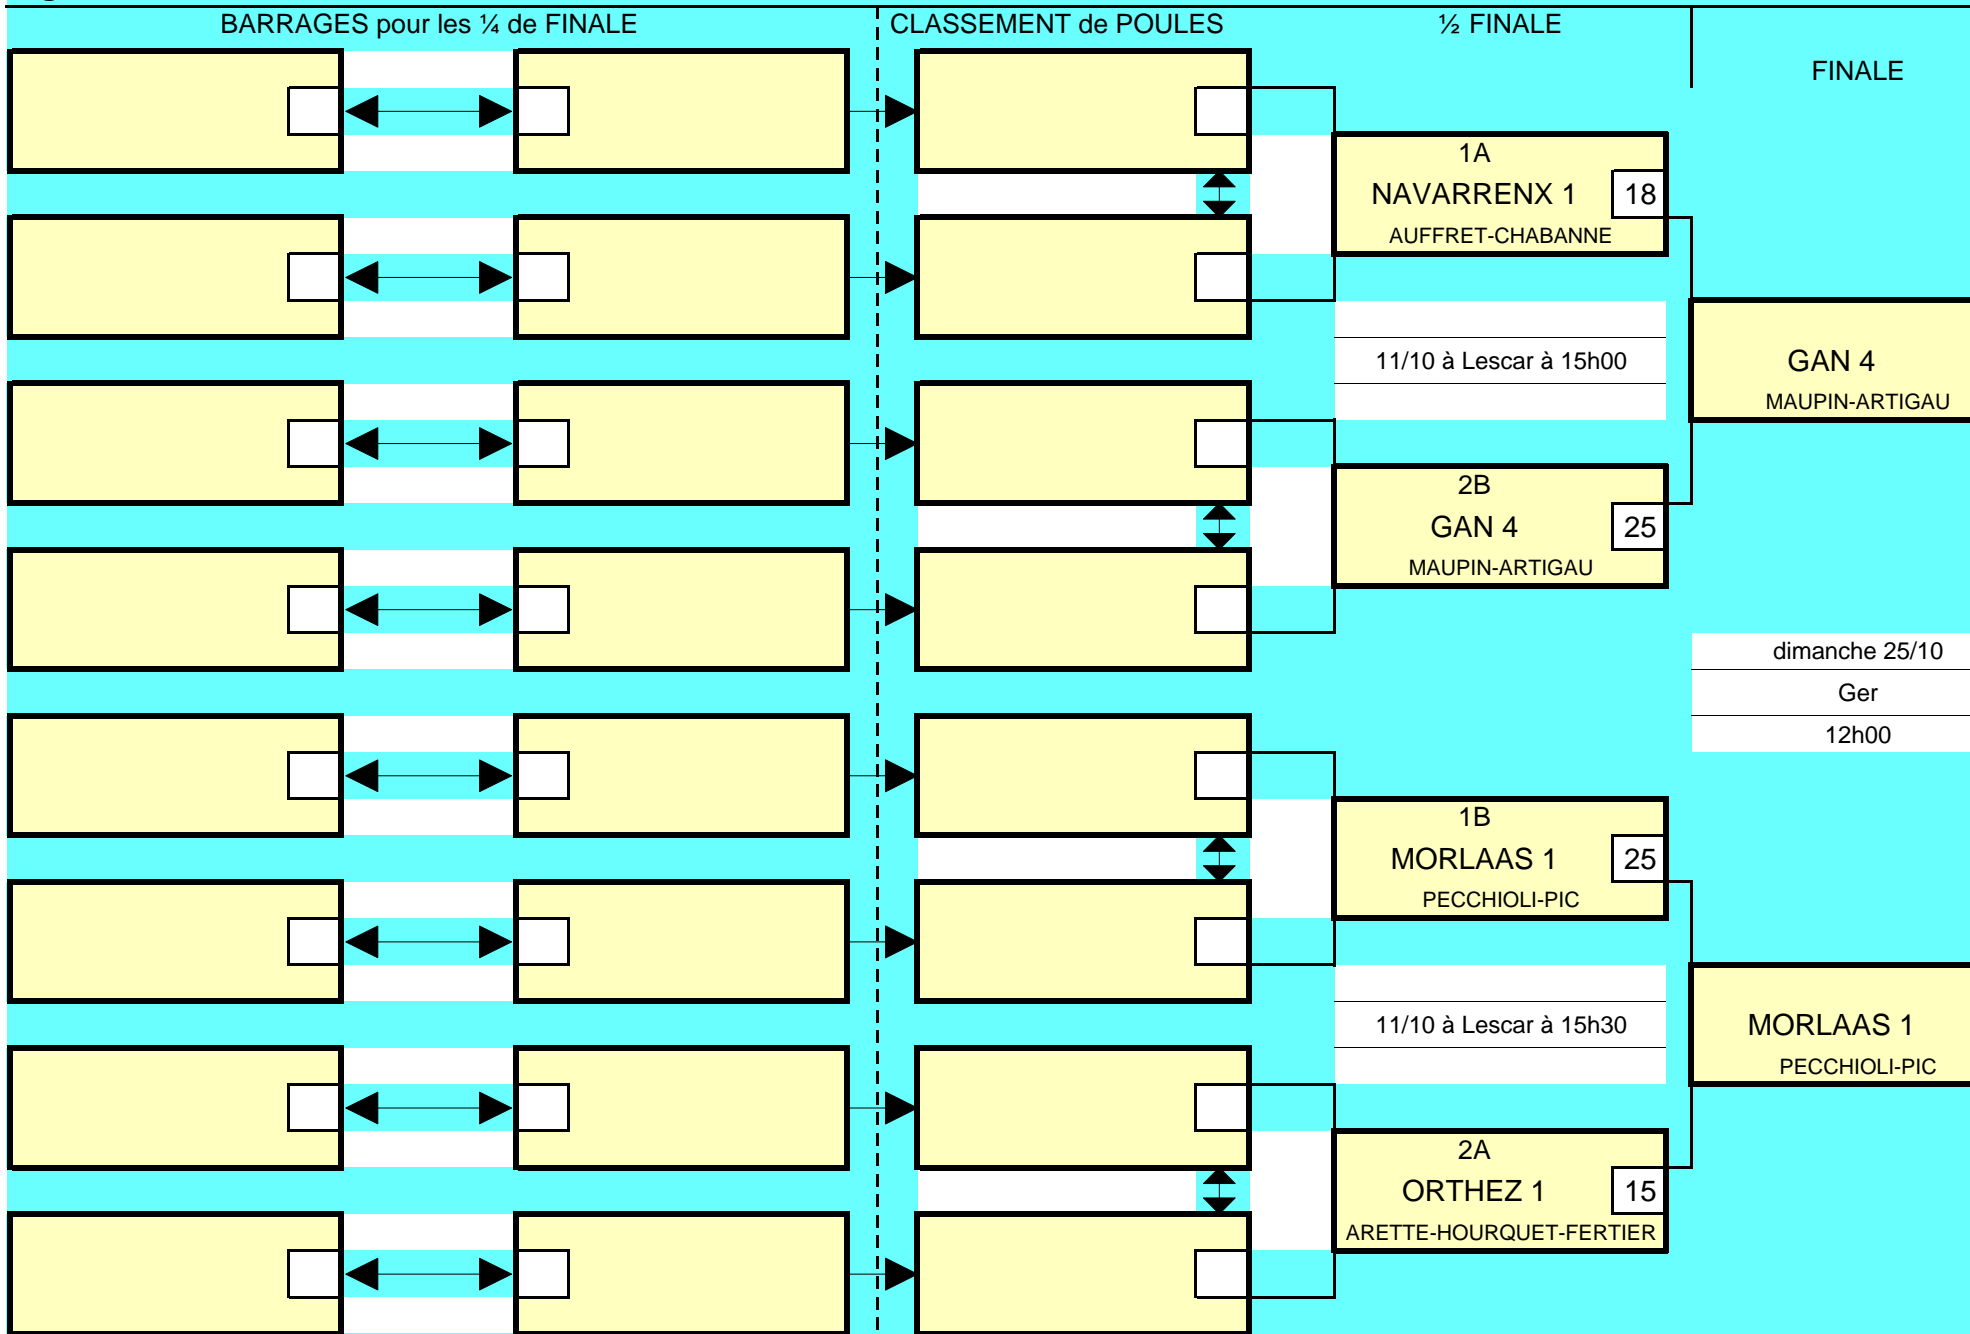 BARRAGES pour les ¼ de FINALE
CLASSEMENT de POULES
½ FINALE
FINALE
1A
NAVARRENX 1
18
AUFFRET-CHABANNE
11/10 à Lescar à 15h00
2B
GAN 4
25
MAUPIN-ARTIGAU
GAN 4
MAUPIN-ARTIGAU
dimanche 25/10
Ger
12h00
1B
MORLAAS 1
25
PECCHIOLI-PIC
11/10 à Lescar à 15h30
2A
ORTHEZ 1
15
ARETTE-HOURQUET-FERTIER
MORLAAS 1
PECCHIOLI-PIC